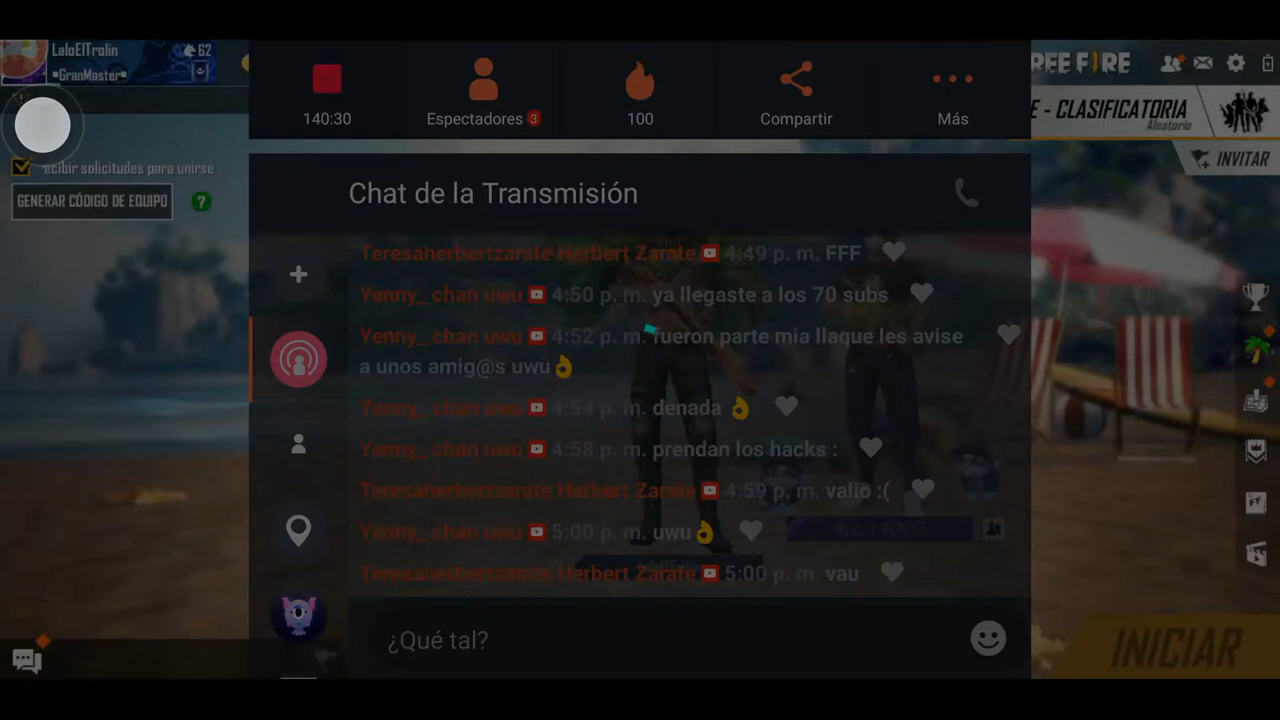 LaloElTrolin
62
•GranMaster•
140:30
Espectadores 3
100
Compartir
Más
REE FIRE
E - CLASIFICATORIA
Aleatorio
INVITAR
ecibir solicitudes para unirse
GENERAR CÓDIGO DE EQUIPO
?
Chat de la Transmisión
Teresaherbertzarate Herbert Zarate 4:49 p. m. FFF
Yenny_ chan uwu 4:50 p. m. ya llegaste a los 70 subs
Yenny_ chan uwu 4:52 p. m. fueron parte mia llaque les avise
a unos amig@s uwu👌
Yenny_ chan uwu 4:54 p. m. denada 👌
Yenny_ chan uwu 4:58 p. m. prendan los hacks :
Teresaherbertzarate Herbert Zarate 4:59 p. m. valio :(
Yenny_ chan uwu 5:00 p. m. uwu👌
Teresaherbertzarate Herbert Zarate 5:00 p. m. vau
¿Qué tal?
FF
INICIAR